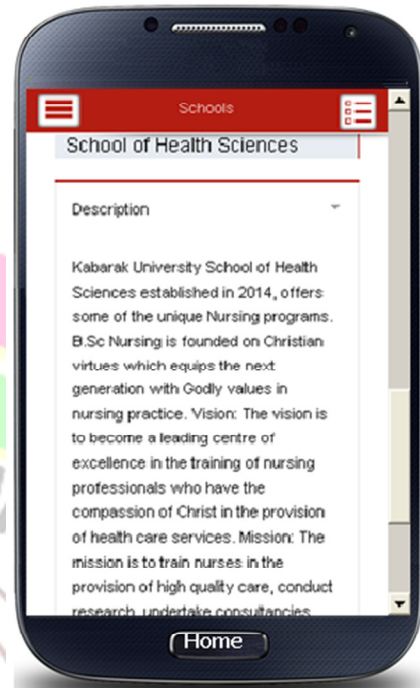 Schools
School of Health Sciences
Description
Kabarak University School of Health
Sciences established in 2014, offers
some of the unique Nursing programs.
B.Sc Nursing is founded on Christian
virtues which equips the next
generation with Godly values in
nursing practice. Vision: The vision is
to become a leading centre of
excellence in the training of nursing
professionals who have the
compassion of Christ in the provision
of health care services. Mission: The
mission is to train nurses in the
provision of high quality care, conduct
research, undertake consultancies
Home